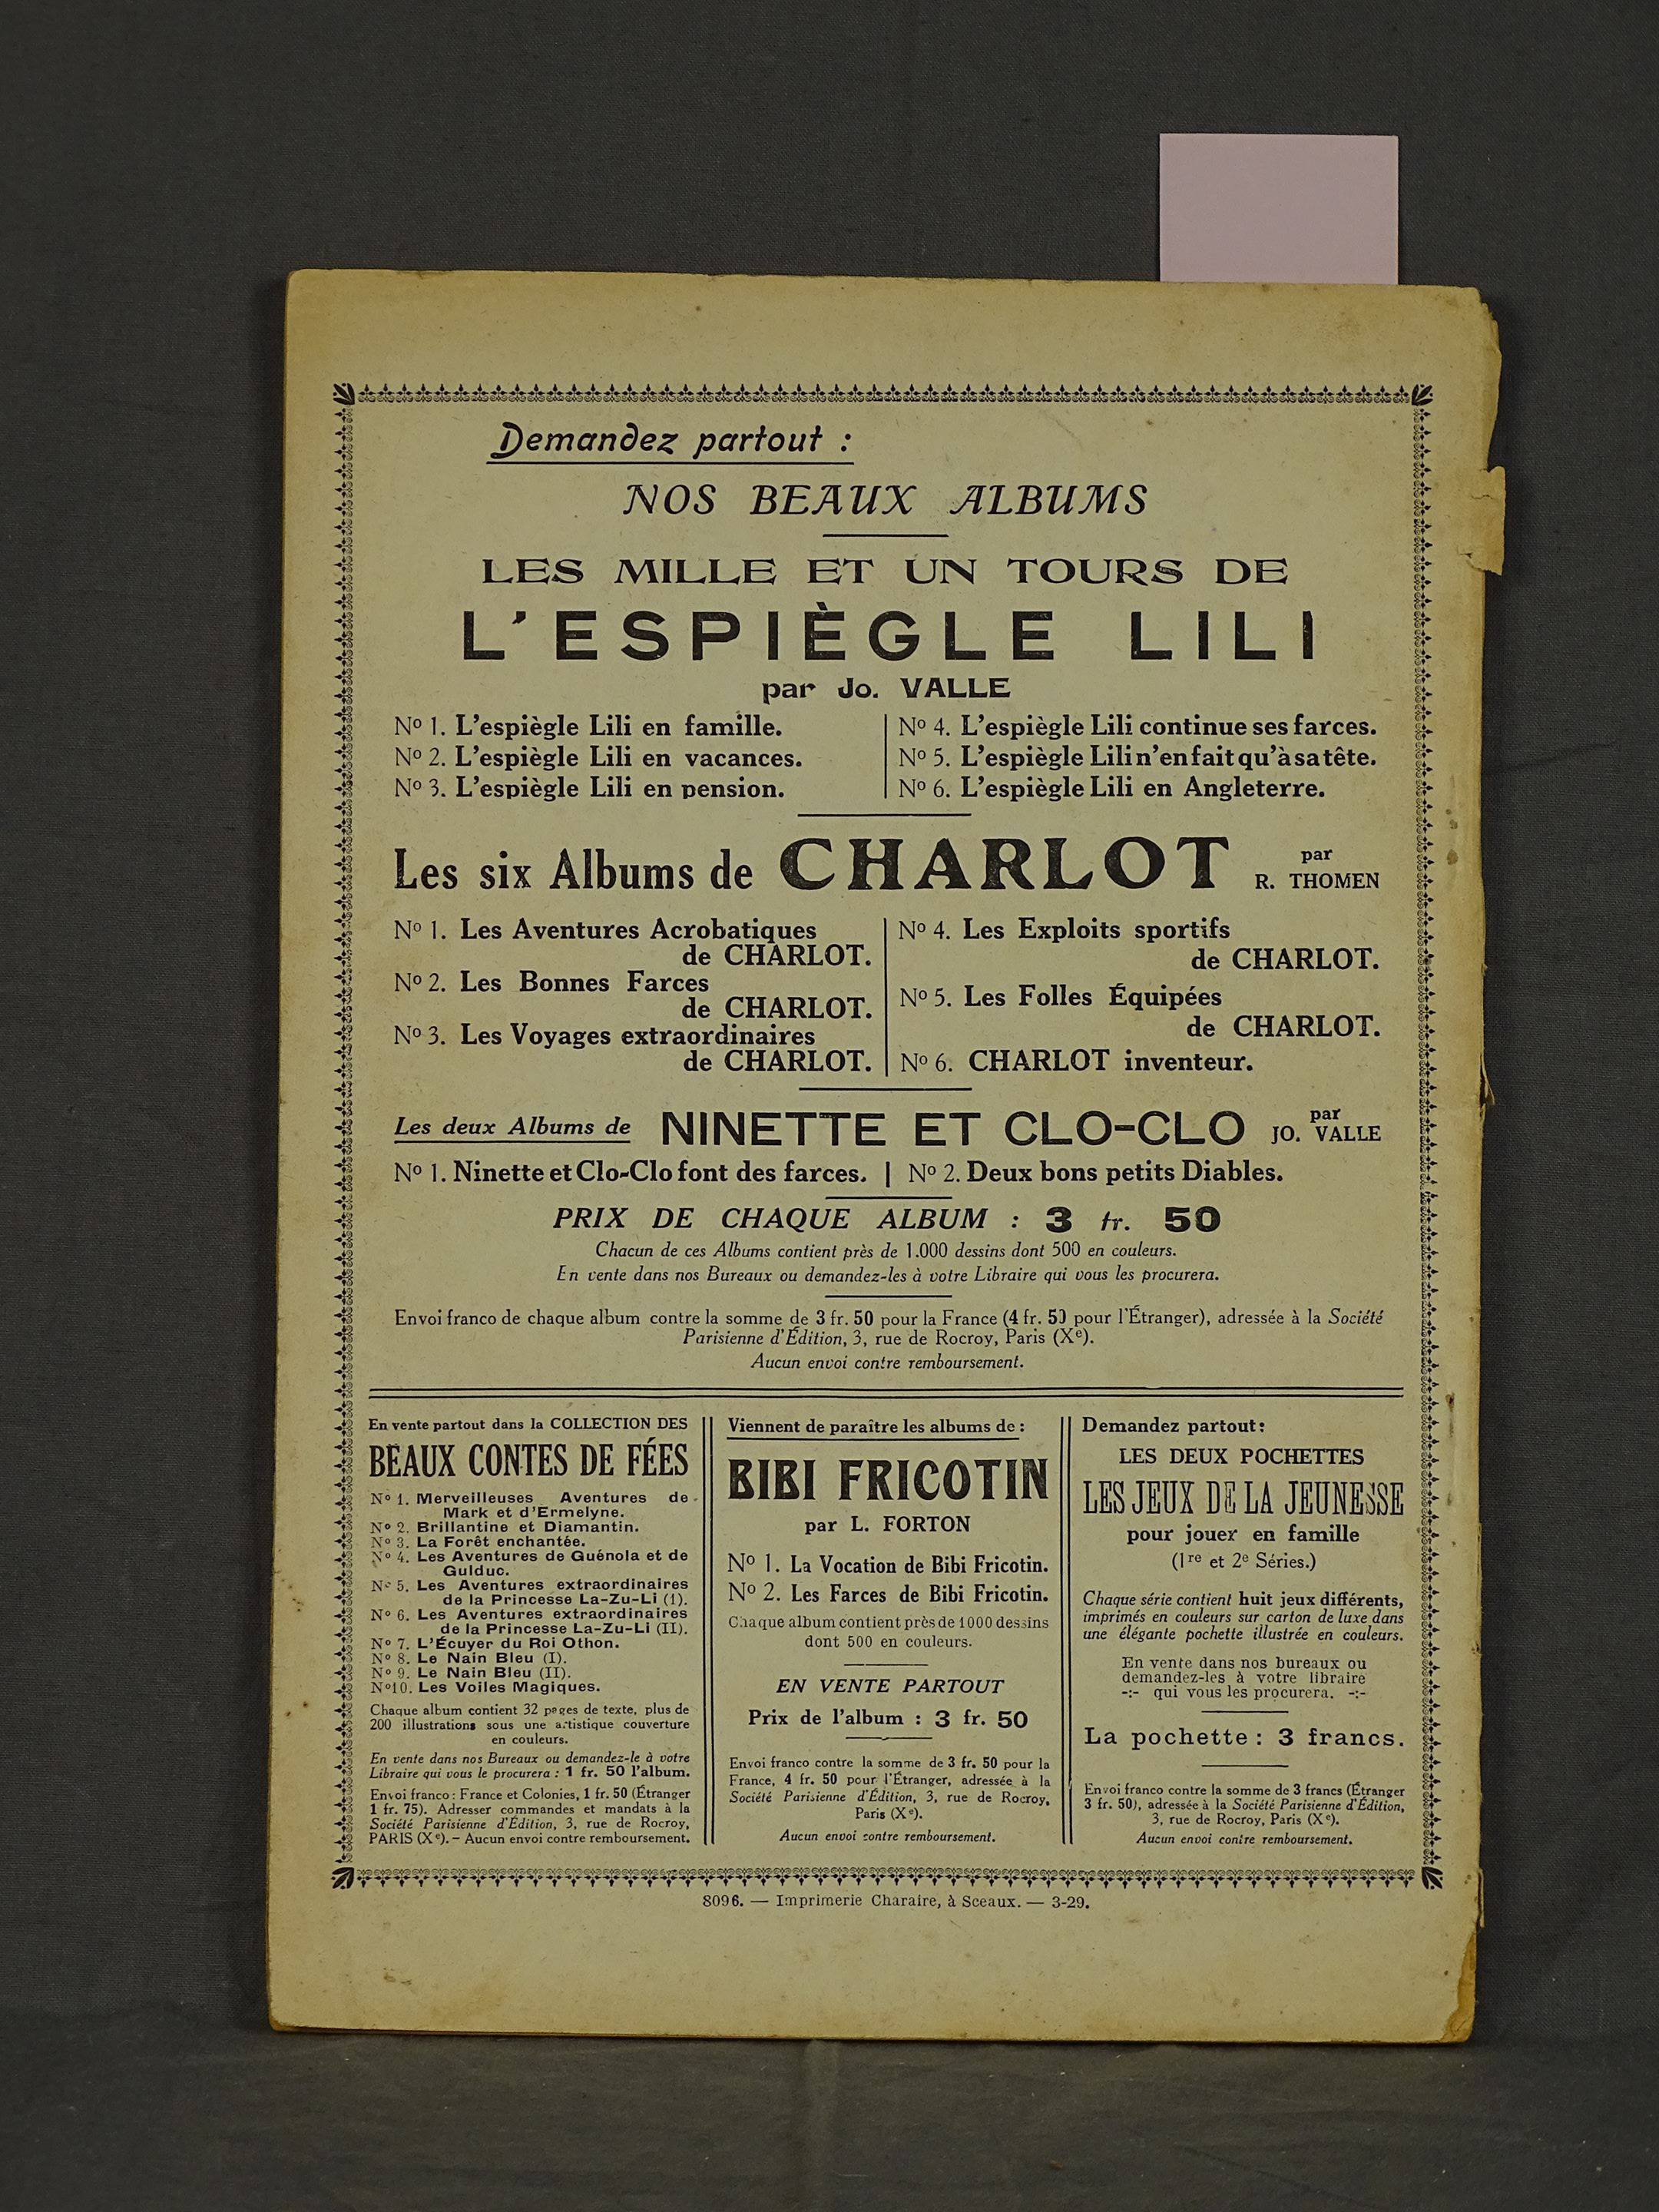 Demandez partout :
NOS BEAUX ALBUMS
LES MILLE ET UN TOURS DE
L'ESPIÈGLE LILI
par Jo. VALLE
Nº 1. L'espiègle Lili en famille.
Nº 2. L'espiègle Lili en vacances.
Nº 3. L'espiègle Lili en pension.
Nº 4. L'espiègle Lili continue ses farces.
Nº 5. L'espiègle Lili n'en fait qu'à sa tête.
Nº 6. L'espiègle Lili en Angleterre.
Les six Albums de CHARLOT par
R. THOMEN
Nº 1. Les Aventures Acrobatiques
de CHARLOT.
Nº 2. Les Bonnes Farces
de CHARLOT.
Nº 3. Les Voyages extraordinaires
de CHARLOT.
Nº 4. Les Exploits sportifs
de CHARLOT.
Nº 5. Les Folles Équipées
de CHARLOT.
Nº 6. CHARLOT inventeur.
Les deux Albums de NINETTE ET CLO-CLO par
JO. VALLE
Nº 1. Ninette et Clo-Clo font des farces. | Nº 2. Deux bons petits Diables.
PRIX DE CHAQUE ALBUM : 3 fr. 50
Chacun de ces Albums contient près de 1.000 dessins dont 500 en couleurs.
En vente dans nos Bureaux ou demandez-les à votre Libraire qui vous les procurera.
Envoi franco de chaque album contre la somme de 3 fr. 50 pour la France (4 fr. 50 pour l'Étranger), adressée à la Société
Parisienne d'Édition, 3, rue de Rocroy, Paris (Xe).
Aucun envoi contre remboursement.
En vente partout dans la COLLECTION DES
BEAUX CONTES DE FÉES
Nº 1. Merveilleuses Aventures de
Mark et d'Ermelyne.
Nº 2. Brillantine et Diamantin.
Nº 3. La Forêt enchantée.
Nº 4. Les Aventures de Guénola et de
Gulduc.
Nº 5. Les Aventures extraordinaires
de la Princesse La-Zu-Li (I).
Nº 6. Les Aventures extraordinaires
de la Princesse La-Zu-Li (II).
Nº 7. L'Écuyer du Roi Othon.
Nº 8. Le Nain Bleu (I).
Nº 9. Le Nain Bleu (II).
Nº10. Les Voiles Magiques.
Chaque album contient 32 pages de texte, plus de
200 illustrations sous une artistique couverture
en couleurs.
En vente dans nos Bureaux ou demandez-le à votre
Libraire qui vous le procurera : 1 fr. 50 l'album.
Envoi franco : France et Colonies, 1 fr. 50 (Étranger
1 fr. 75). Adresser commandes et mandats à la
Société Parisienne d'Édition, 3, rue de Rocroy,
PARIS (Xe). – Aucun envoi contre remboursement.
Viennent de paraître les albums de :
BIBI FRICOTIN
par L. FORTON
Nº 1. La Vocation de Bibi Fricotin.
Nº 2. Les Farces de Bibi Fricotin.
Chaque album contient près de 1000 dessins
dont 500 en couleurs.
EN VENTE PARTOUT
Prix de l'album : 3 fr. 50
Envoi franco contre la somme de 3 fr. 50 pour la
France, 4 fr. 50 pour l'Étranger, adressée à la
Société Parisienne d'Édition, 3, rue de Rocroy,
Paris (Xe).
Aucun envoi contre remboursement.
Demandez partout :
LES DEUX POCHETTES
LES JEUX DE LA JEUNESSE
pour jouer en famille
(1re et 2e Séries.)
Chaque série contient huit jeux différents,
imprimés en couleurs sur carton de luxe dans
une élégante pochette illustrée en couleurs.
En vente dans nos bureaux ou
demandez-les à votre libraire
-:- qui vous les procurera. -:-
La pochette : 3 francs.
Envoi franco contre la somme de 3 francs (Étranger
3 fr. 50), adressée à la Société Parisienne d'Édition,
3, rue de Rocroy, Paris (Xe).
Aucun envoi contre remboursement.
8096. — Imprimerie Charaire, à Sceaux. — 3-29.